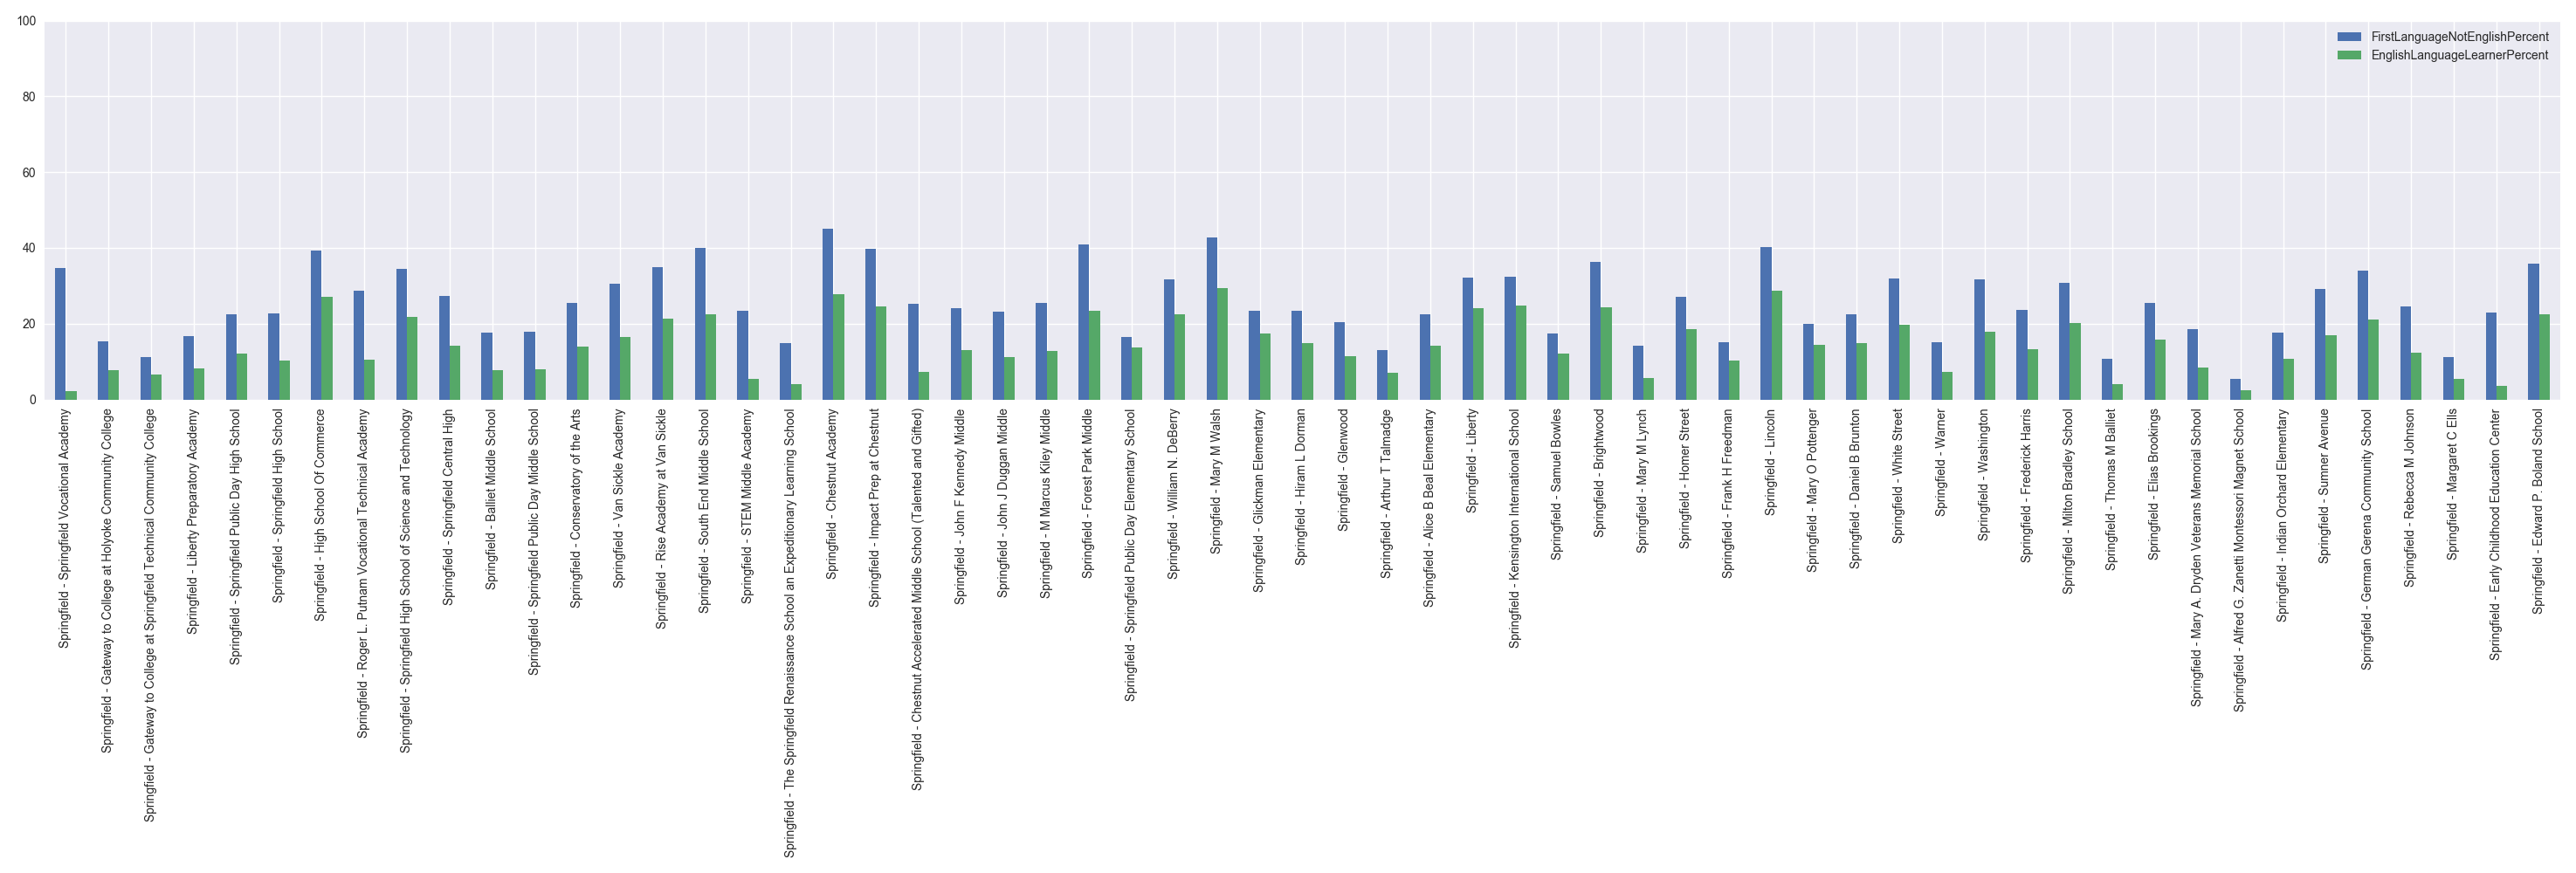 100
80
60
40
20
0
FirstLanguageNotEnglishPercent
EnglishLanguageLearnerPercent
Springfield - Springfield Vocational Academy
Springfield - Gateway to College at Holyoke Community College
Springfield - Gateway to College at Springfield Technical Community College
Springfield - Liberty Preparatory Academy
Springfield - Springfield Public Day High School
Springfield - Springfield High School
Springfield - High School Of Commerce
Springfield - Roger L. Putnam Vocational Technical Academy
Springfield - Springfield High School of Science and Technology
Springfield - Springfield Central High
Springfield - Balliet Middle School
Springfield - Springfield Public Day Middle School
Springfield - Conservatory of the Arts
Springfield - Van Sickle Academy
Springfield - Rise Academy at Van Sickle
Springfield - South End Middle School
Springfield - STEM Middle Academy
Springfield - The Springfield Renaissance School an Expeditionary Learning School
Springfield - Chestnut Academy
Springfield - Impact Prep at Chestnut
Springfield - Chestnut Accelerated Middle School (Talented and Gifted)
Springfield - John F Kennedy Middle
Springfield - John J Duggan Middle
Springfield - M Marcus Kiley Middle
Springfield - Forest Park Middle
Springfield - Springfield Public Day Elementary School
Springfield - William N. DeBerry
Springfield - Mary M Walsh
Springfield - Glickman Elementary
Springfield - Hiram L Dorman
Springfield - Glenwood
Springfield - Arthur T Talmadge
Springfield - Alice B Beal Elementary
Springfield - Liberty
Springfield - Kensington International School
Springfield - Samuel Bowles
Springfield - Brightwood
Springfield - Mary M Lynch
Springfield - Homer Street
Springfield - Frank H Freedman
Springfield - Lincoln
Springfield - Mary O Pottenger
Springfield - Daniel B Brunton
Springfield - White Street
Springfield - Warner
Springfield - Washington
Springfield - Frederick Harris
Springfield - Milton Bradley School
Springfield - Thomas M Balliet
Springfield - Elias Brookings
Springfield - Mary A. Dryden Veterans Memorial School
Springfield - Alfred G. Zanetti Montessori Magnet School
Springfield - Indian Orchard Elementary
Springfield - Sumner Avenue
Springfield - German Gerena Community School
Springfield - Rebecca M Johnson
Springfield - Margaret C Ells
Springfield - Early Childhood Education Center
Springfield - Edward P. Boland School